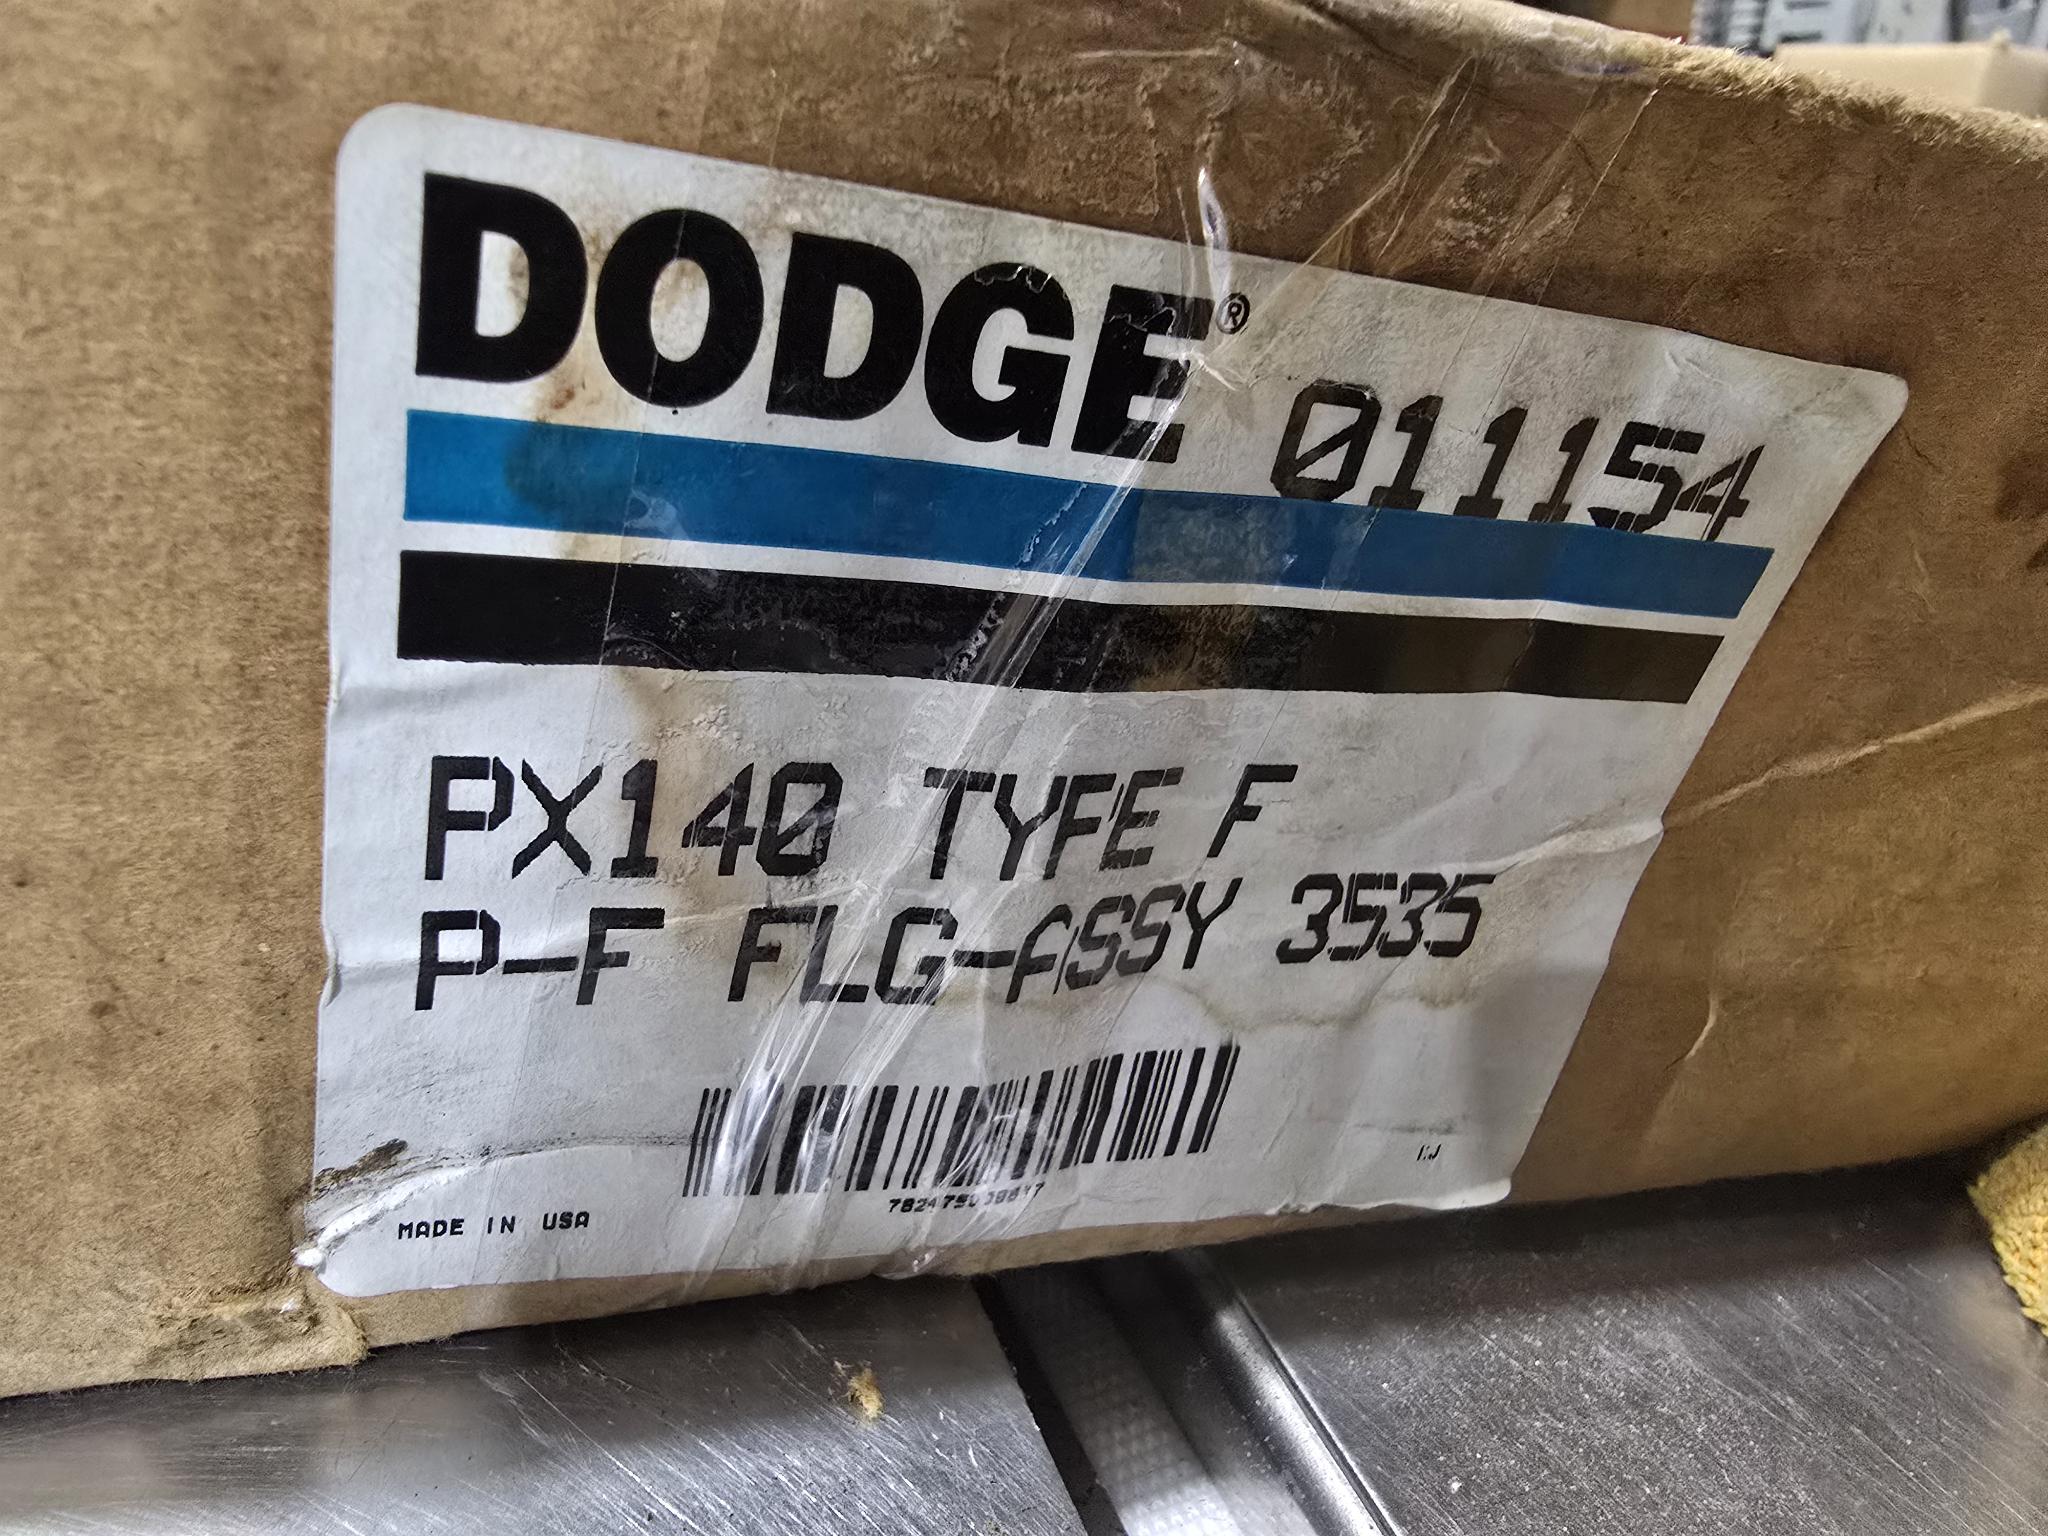 DODGE®
011154
PX140 TYPE F
P-F FLG-ASSY 3535
MADE IN USA